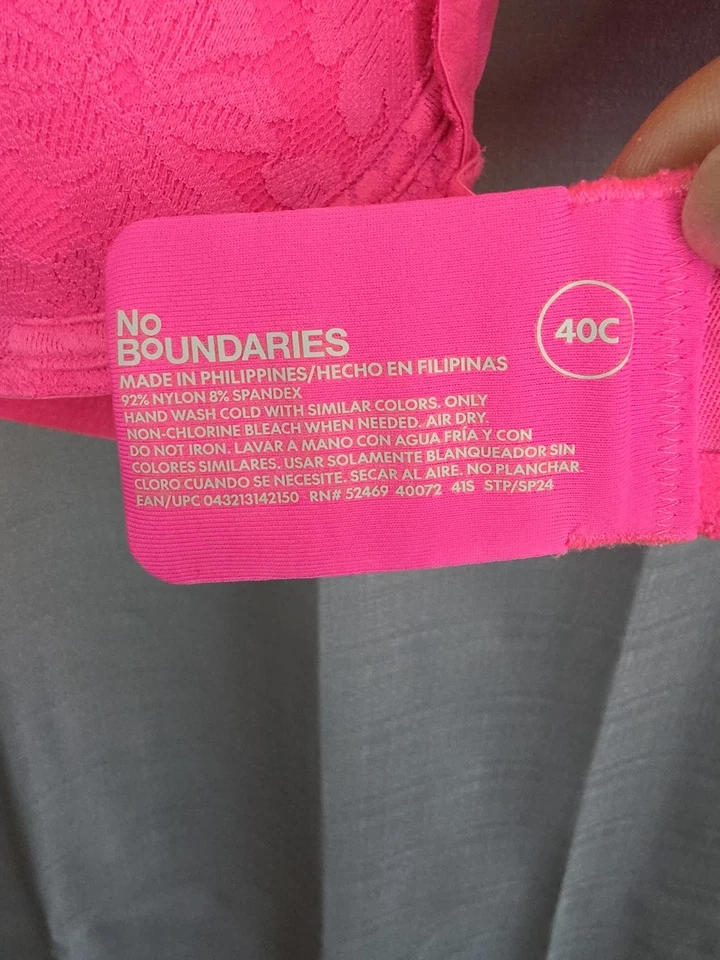 No
BoUNDARIES
40C
MADE IN PHILIPPINES/HECHO EN FILIPINAS
92% NYLON 8% SPANDEX
HAND WASH COLD WITH SIMILAR COLORS. ONLY
NON-CHLORINE BLEACH WHEN NEEDED. AIR DRY.
DO NOT IRON. LAVAR A MANO CON AGUA FRÍA Y CON
COLORES SIMILARES. USAR SOLAMENTE BLANQUEADOR SIN
CLORO CUANDO SE NECESITE. SECAR AL AIRE. NO PLANCHAR.
EAN/UPC 043213142150 RN# 52469 40072 41S STP/SP24